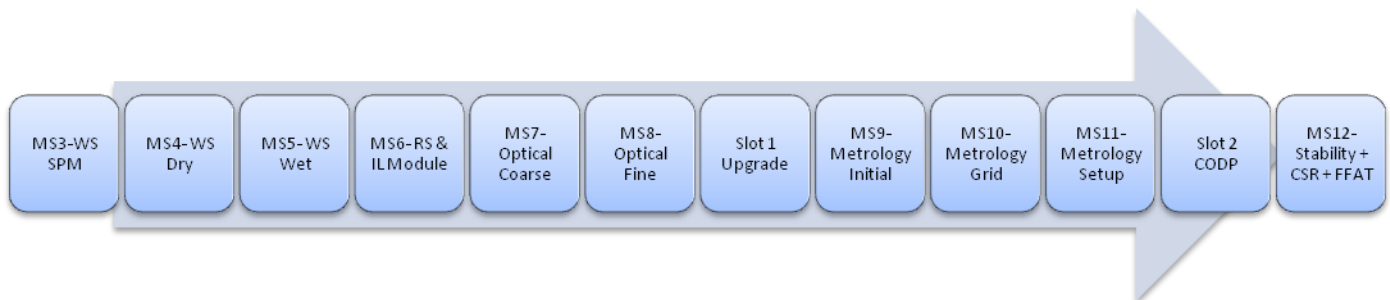 MS3-WS
SPM
MS4-WS
Dry
MS5-WS
Wet
MS6-RS &
IL Module
MS7-
Optical
Coarse
MS8-
Optical
Fine
Slot 1
Upgrade
MS9-
Metrology
Initial
MS10-
Metrology
Grid
MS11-
Metrology
Setup
Slot 2
CODP
MS12-
Stability +
CSR + FFAT